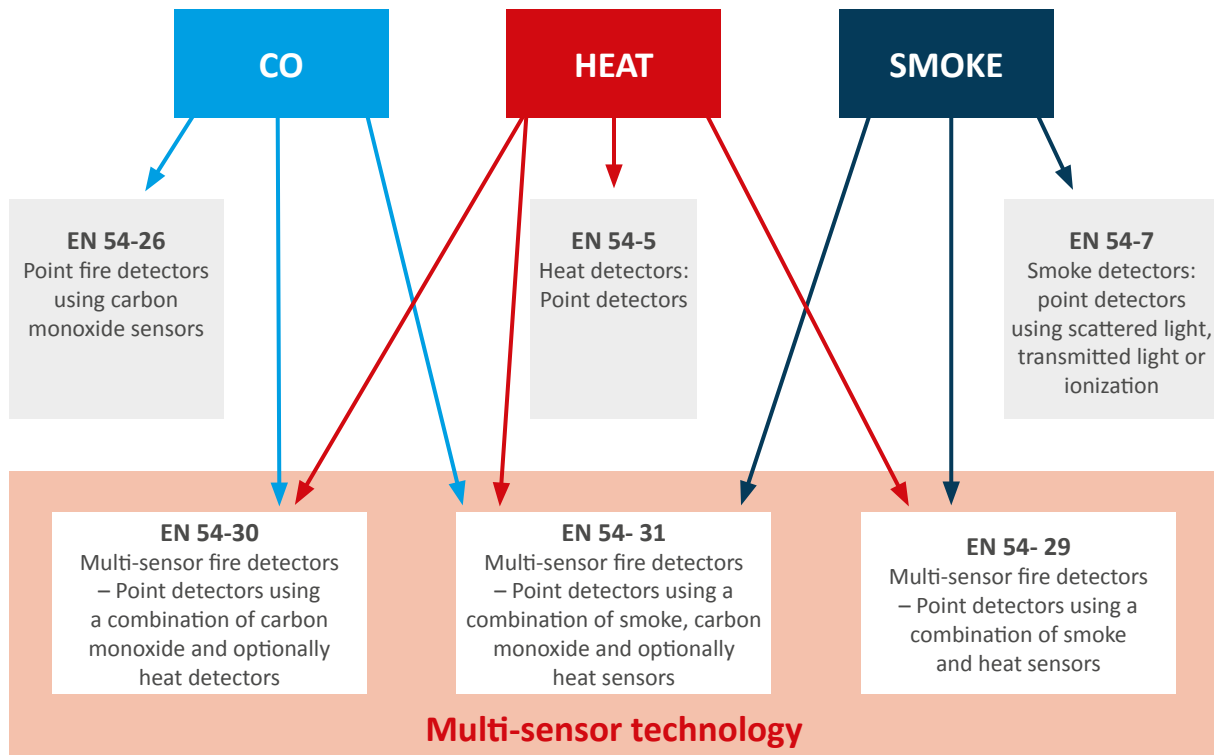 CO
HEAT
SMOKE
EN 54-26
Point fire detectors
using carbon
monoxide sensors
EN 54-5
Heat detectors:
Point detectors
EN 54-7
Smoke detectors:
point detectors
using scattered light,
transmitted light or
ionization
EN 54-30
Multi-sensor fire detectors
– Point detectors using
a combination of carbon
monoxide and optionally
heat detectors
EN 54- 31
Multi-sensor fire detectors
– Point detectors using a
combination of smoke, carbon
monoxide and optionally
heat sensors
EN 54- 29
Multi-sensor fire detectors
– Point detectors using a
combination of smoke
and heat sensors
Multi-sensor technology